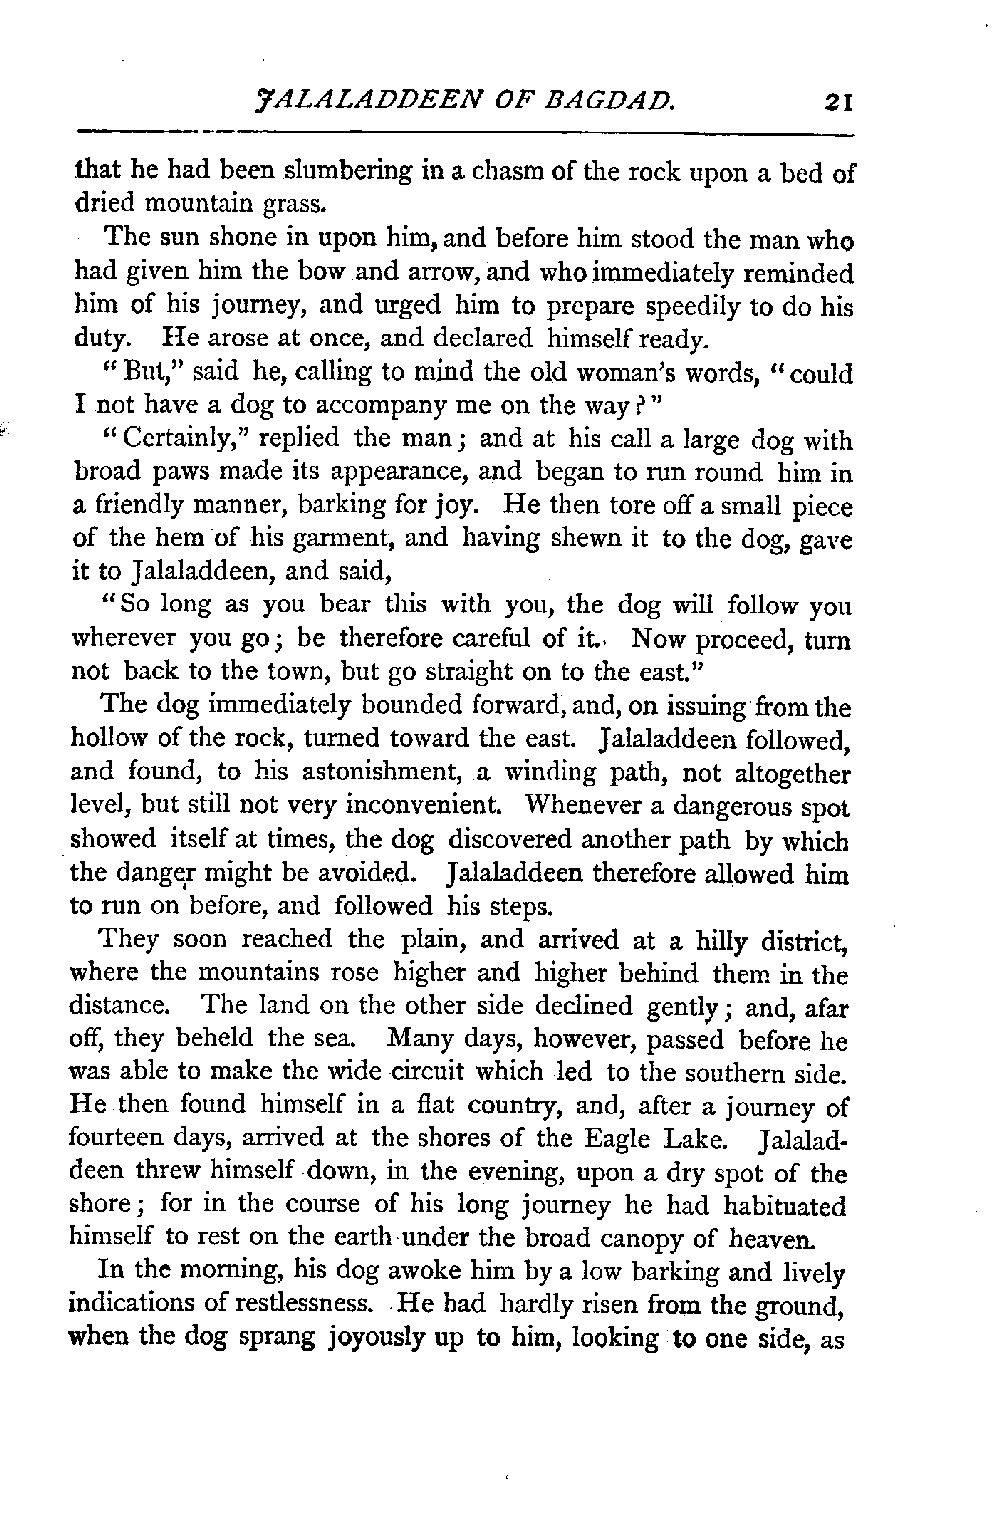 JALALADDEEN OF BAGDAD. 21
that he had been slumbering in a chasm of the rock upon a bed of
dried mountain grass.
The sun shone in upon him, and before him stood the man who
had given him the bow and arrow, and who immediately reminded
him of his journey, and urged him to prepare speedily to do his
duty. He arose at once, and declared himself ready.
"But," said he, calling to mind the old woman's words, "could
I not have a dog to accompany me on the way?"
"Certainly," replied the man; and at his call a large dog with
broad paws made its appearance, and began to run round him in
a friendly manner, barking for joy. He then tore off a small piece
of the hem of his garment, and having shewn it to the dog, gave
it to Jalaladdeen, and said,
"So long as you bear this with you, the dog will follow you
wherever you go; be therefore careful of it. Now proceed, turn
not back to the town, but go straight on to the east."
The dog immediately bounded forward, and, on issuing from the
hollow of the rock, turned toward the east. Jalaladdeen followed,
and found, to his astonishment, a winding path, not altogether
level, but still not very inconvenient. Whenever a dangerous spot
showed itself at times, the dog discovered another path by which
the danger might be avoided. Jalaladdeen therefore allowed him
to run on before, and followed his steps.
They soon reached the plain, and arrived at a hilly district,
where the mountains rose higher and higher behind them in the
distance. The land on the other side declined gently; and, afar
off, they beheld the sea. Many days, however, passed before he
was able to make the wide circuit which led to the southern side.
He then found himself in a flat country, and, after a journey of
fourteen days, arrived at the shores of the Eagle Lake. Jalalad-
deen threw himself down, in the evening, upon a dry spot of the
shore; for in the course of his long journey he had habituated
himself to rest on the earth under the broad canopy of heaven.
In the morning, his dog awoke him by a low barking and lively
indications of restlessness. He had hardly risen from the ground,
when the dog sprang joyously up to him, looking to one side, as